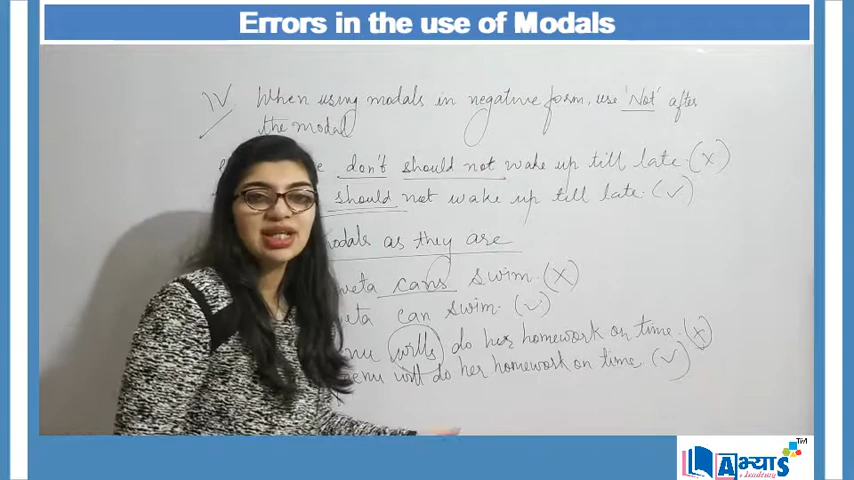 Errors in the use of Modals
IV When using modals in negative form, use 'Not' after
the modal
don't should not wake up till late. (X)
should not wake up till late. (✓)
modals as they are
cans swim. (X)
can swim. (✓)
wills do her homework on time. (X)
will do her homework on time. (✓)
अभ्याS TM
Academy